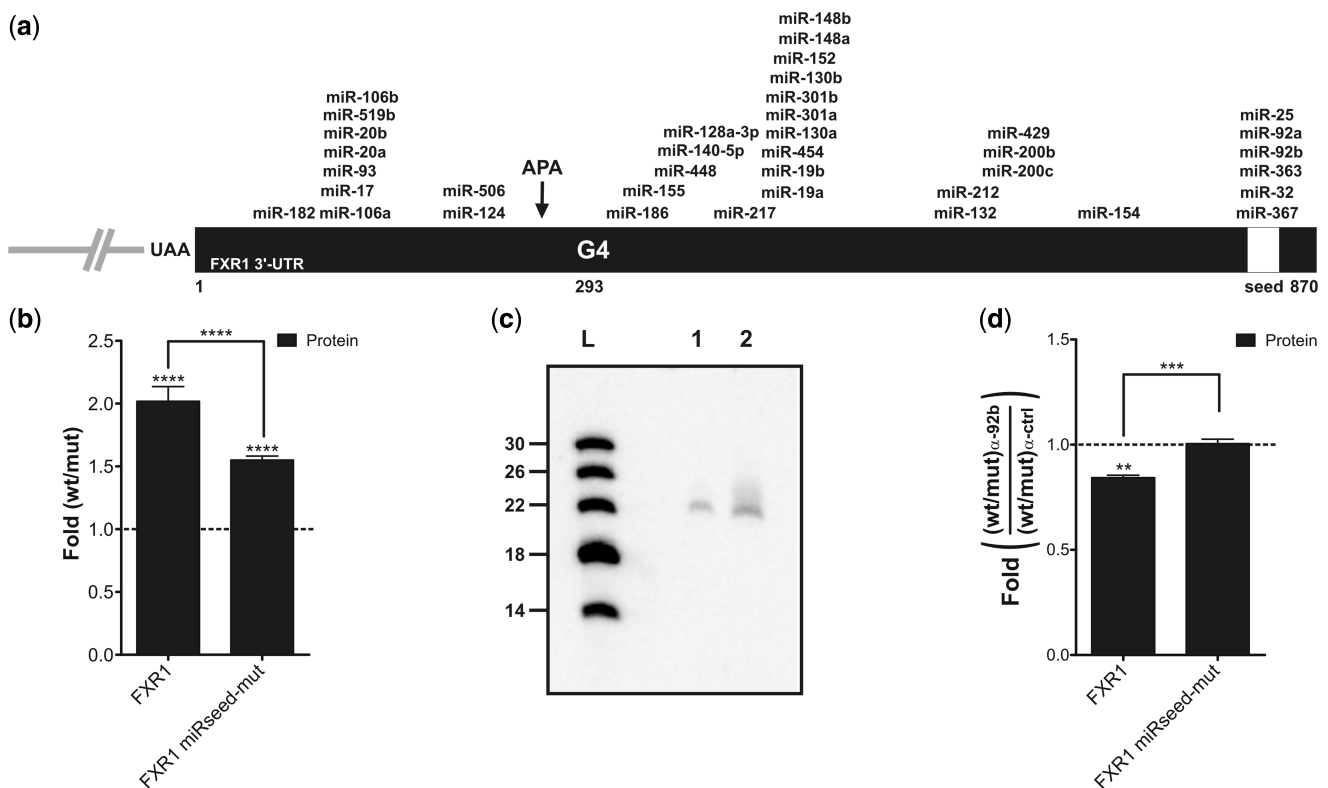 (a)
miR-148b
miR-148a
miR-152
miR-130b
miR-106b miR-301b miR-25
miR-519b miR-301a miR-92a
miR-20b miR-128a-3p miR-130a miR-429 miR-92b
miR-20a miR-140-5p miR-454 miR-200b miR-363
miR-93 APA miR-448 miR-19b miR-200c
miR-17 miR-506 miR-155 miR-19a miR-212 miR-32
miR-182 miR-106a miR-124 miR-186 miR-217 miR-132 miR-154 miR-367
UAA G4
FXR1 3'-UTR
1 293 seed 870
(b)
Fold (wt/mut)
2.5
2.0
1.5
1.0
0.5
0.0
****
****
****
Protein
FXR1
FXR1 miRseed-mut
(c)
L 1 2
30
26
22
18
14
(d)
Fold ( (wt/mut)α-92b
(wt/mut)α-ctrl )
1.5
1.0
0.5
0.0
***
**
Protein
FXR1
FXR1 miRseed-mut